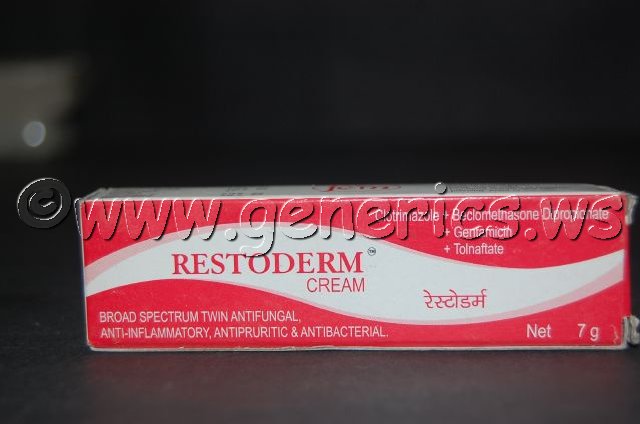 © www.generics.ws
Clotrimazole + Beclomethasone Dipropionate
+ Gentamicin
+ Tolnaftate
RESTODERM™
CREAM
रेस्टोडर्म
BROAD SPECTRUM TWIN ANTIFUNGAL,
ANTI-INFLAMMATORY, ANTIPRURITIC & ANTIBACTERIAL.
Net 7 g